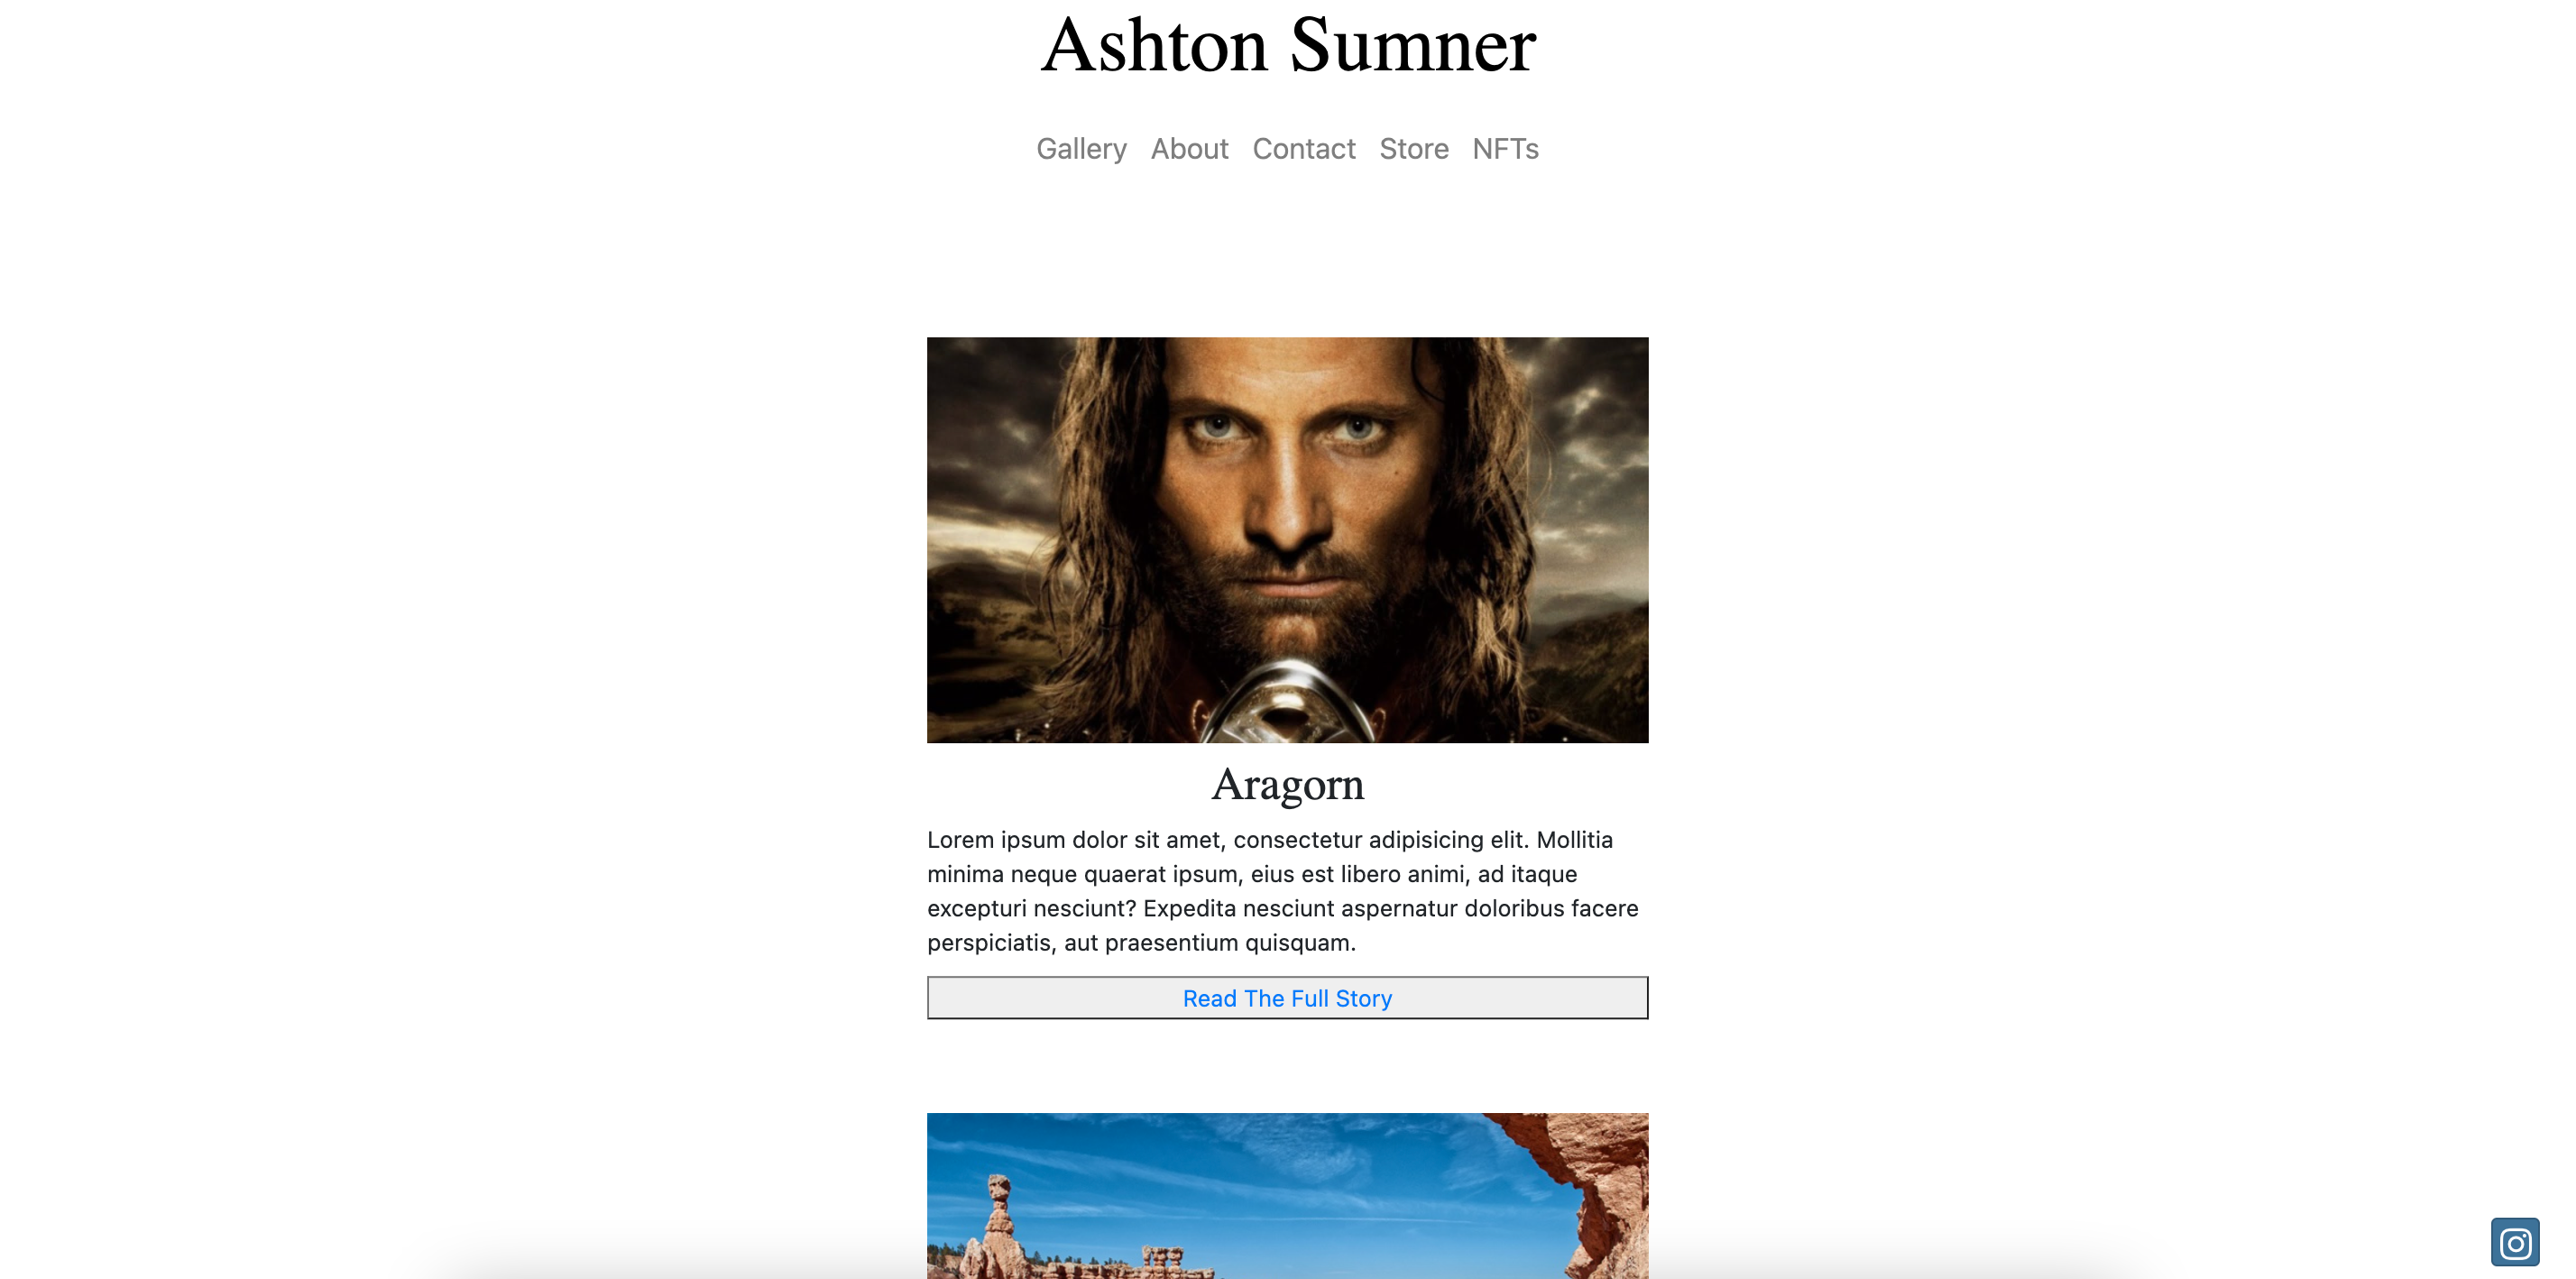 Ashton Sumner
Gallery About Contact Store NFTs
Aragorn
Lorem ipsum dolor sit amet, consectetur adipisicing elit. Mollitia
minima neque quaerat ipsum, eius est libero animi, ad itaque
excepturi nesciunt? Expedita nesciunt aspernatur doloribus facere
perspiciatis, aut praesentium quisquam.
Read The Full Story